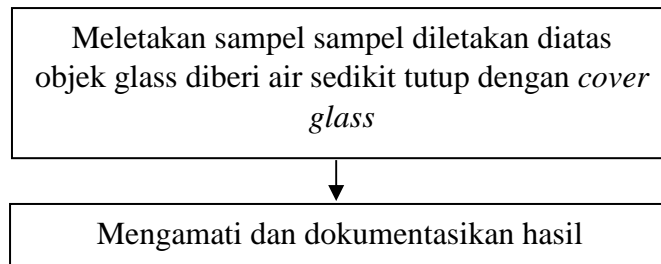 Meletakan sampel sampel diletakan diatas
objek glass diberi air sedikit tutup dengan cover
glass
Mengamati dan dokumentasikan hasil